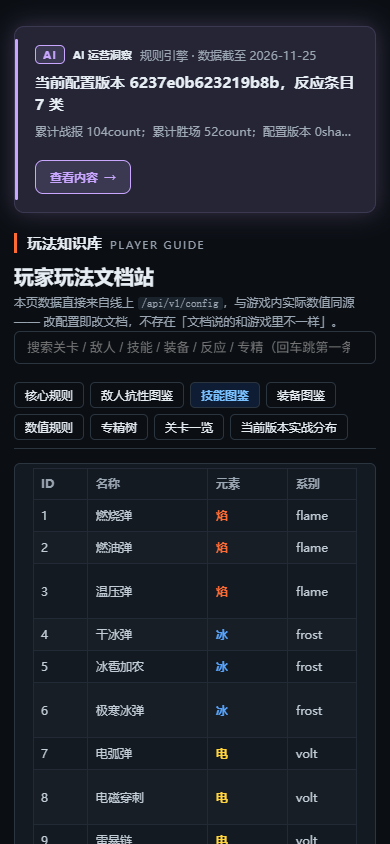 AI AI 运营洞察 规则引擎 · 数据截至 2026-11-25
当前配置版本 6237e0b623219b8b，反应条目
7 类
累计战报 104count；累计胜场 52count；配置版本 0sha...
查看内容 →
玩法知识库 PLAYER GUIDE
玩家玩法文档站
本页数据直接来自线上 /api/v1/config，与游戏内实际数值同源
—— 改配置即改文档，不存在「文档说的和游戏里不一样」。
搜索关卡 / 敌人 / 技能 / 装备 / 反应 / 专精（回车跳第一条
核心规则 敌人抗性图鉴 技能图鉴 装备图鉴
数值规则 专精树 关卡一览 当前版本实战分布
ID 名称 元素 系别
1 燃烧弹 焰 flame
2 燃油弹 焰 flame
3 温压弹 焰 flame
4 干冰弹 冰 frost
5 冰雹加农 冰 frost
6 极寒冰弹 冰 frost
7 电弧弹 电 volt
8 电磁穿刺 电 volt
9 雷暴链 电 volt